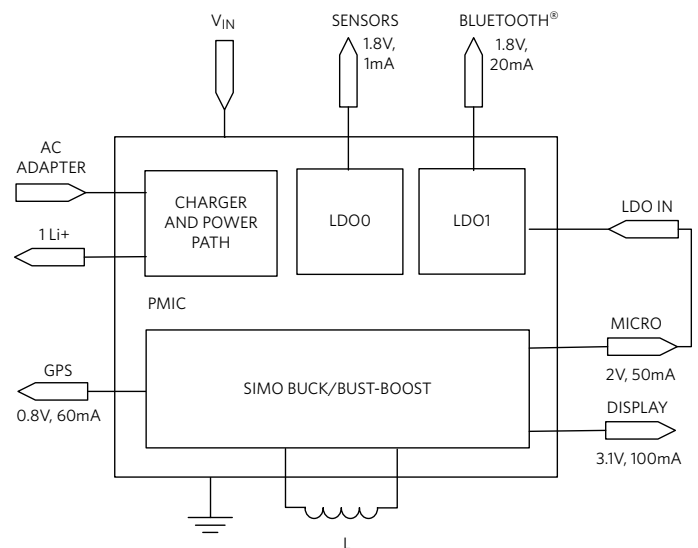 VIN
SENSORS
1.8V,
1mA
BLUETOOTH®
1.8V,
20mA
AC
ADAPTER
CHARGER
AND POWER
PATH
LDO0
LDO1
LDO IN
1 Li+
PMIC
MICRO
2V, 50mA
GPS
0.8V, 60mA
SIMO BUCK/BUST-BOOST
DISPLAY
3.1V, 100mA
L